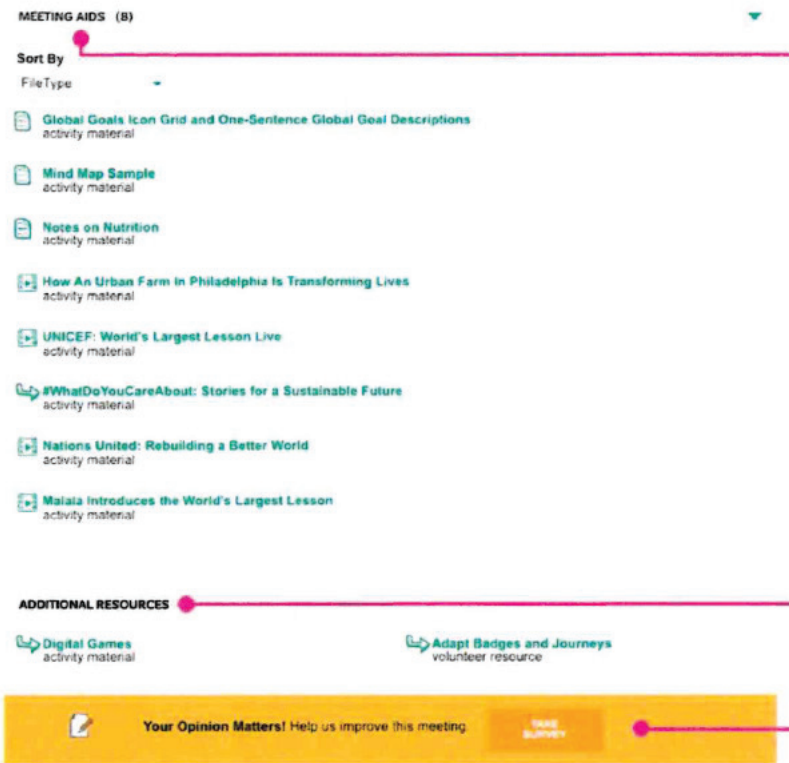 MEETING AIDS (8)
Sort By
FileType
Global Goals Icon Grid and One-Sentence Global Goal Descriptions
activity material
Mind Map Sample
activity material
Notes on Nutrition
activity material
How An Urban Farm In Philadelphia Is Transforming Lives
activity material
UNICEF: World's Largest Lesson Live
activity material
#WhatDoYouCareAbout: Stories for a Sustainable Future
activity material
Nations United: Rebuilding a Better World
activity material
Malala Introduces the World's Largest Lesson
activity material
ADDITIONAL RESOURCES
Digital Games
activity material
Adapt Badges and Journeys
volunteer resource
Your Opinion Matters! Help us improve this meeting.
TAKE
SURVEY